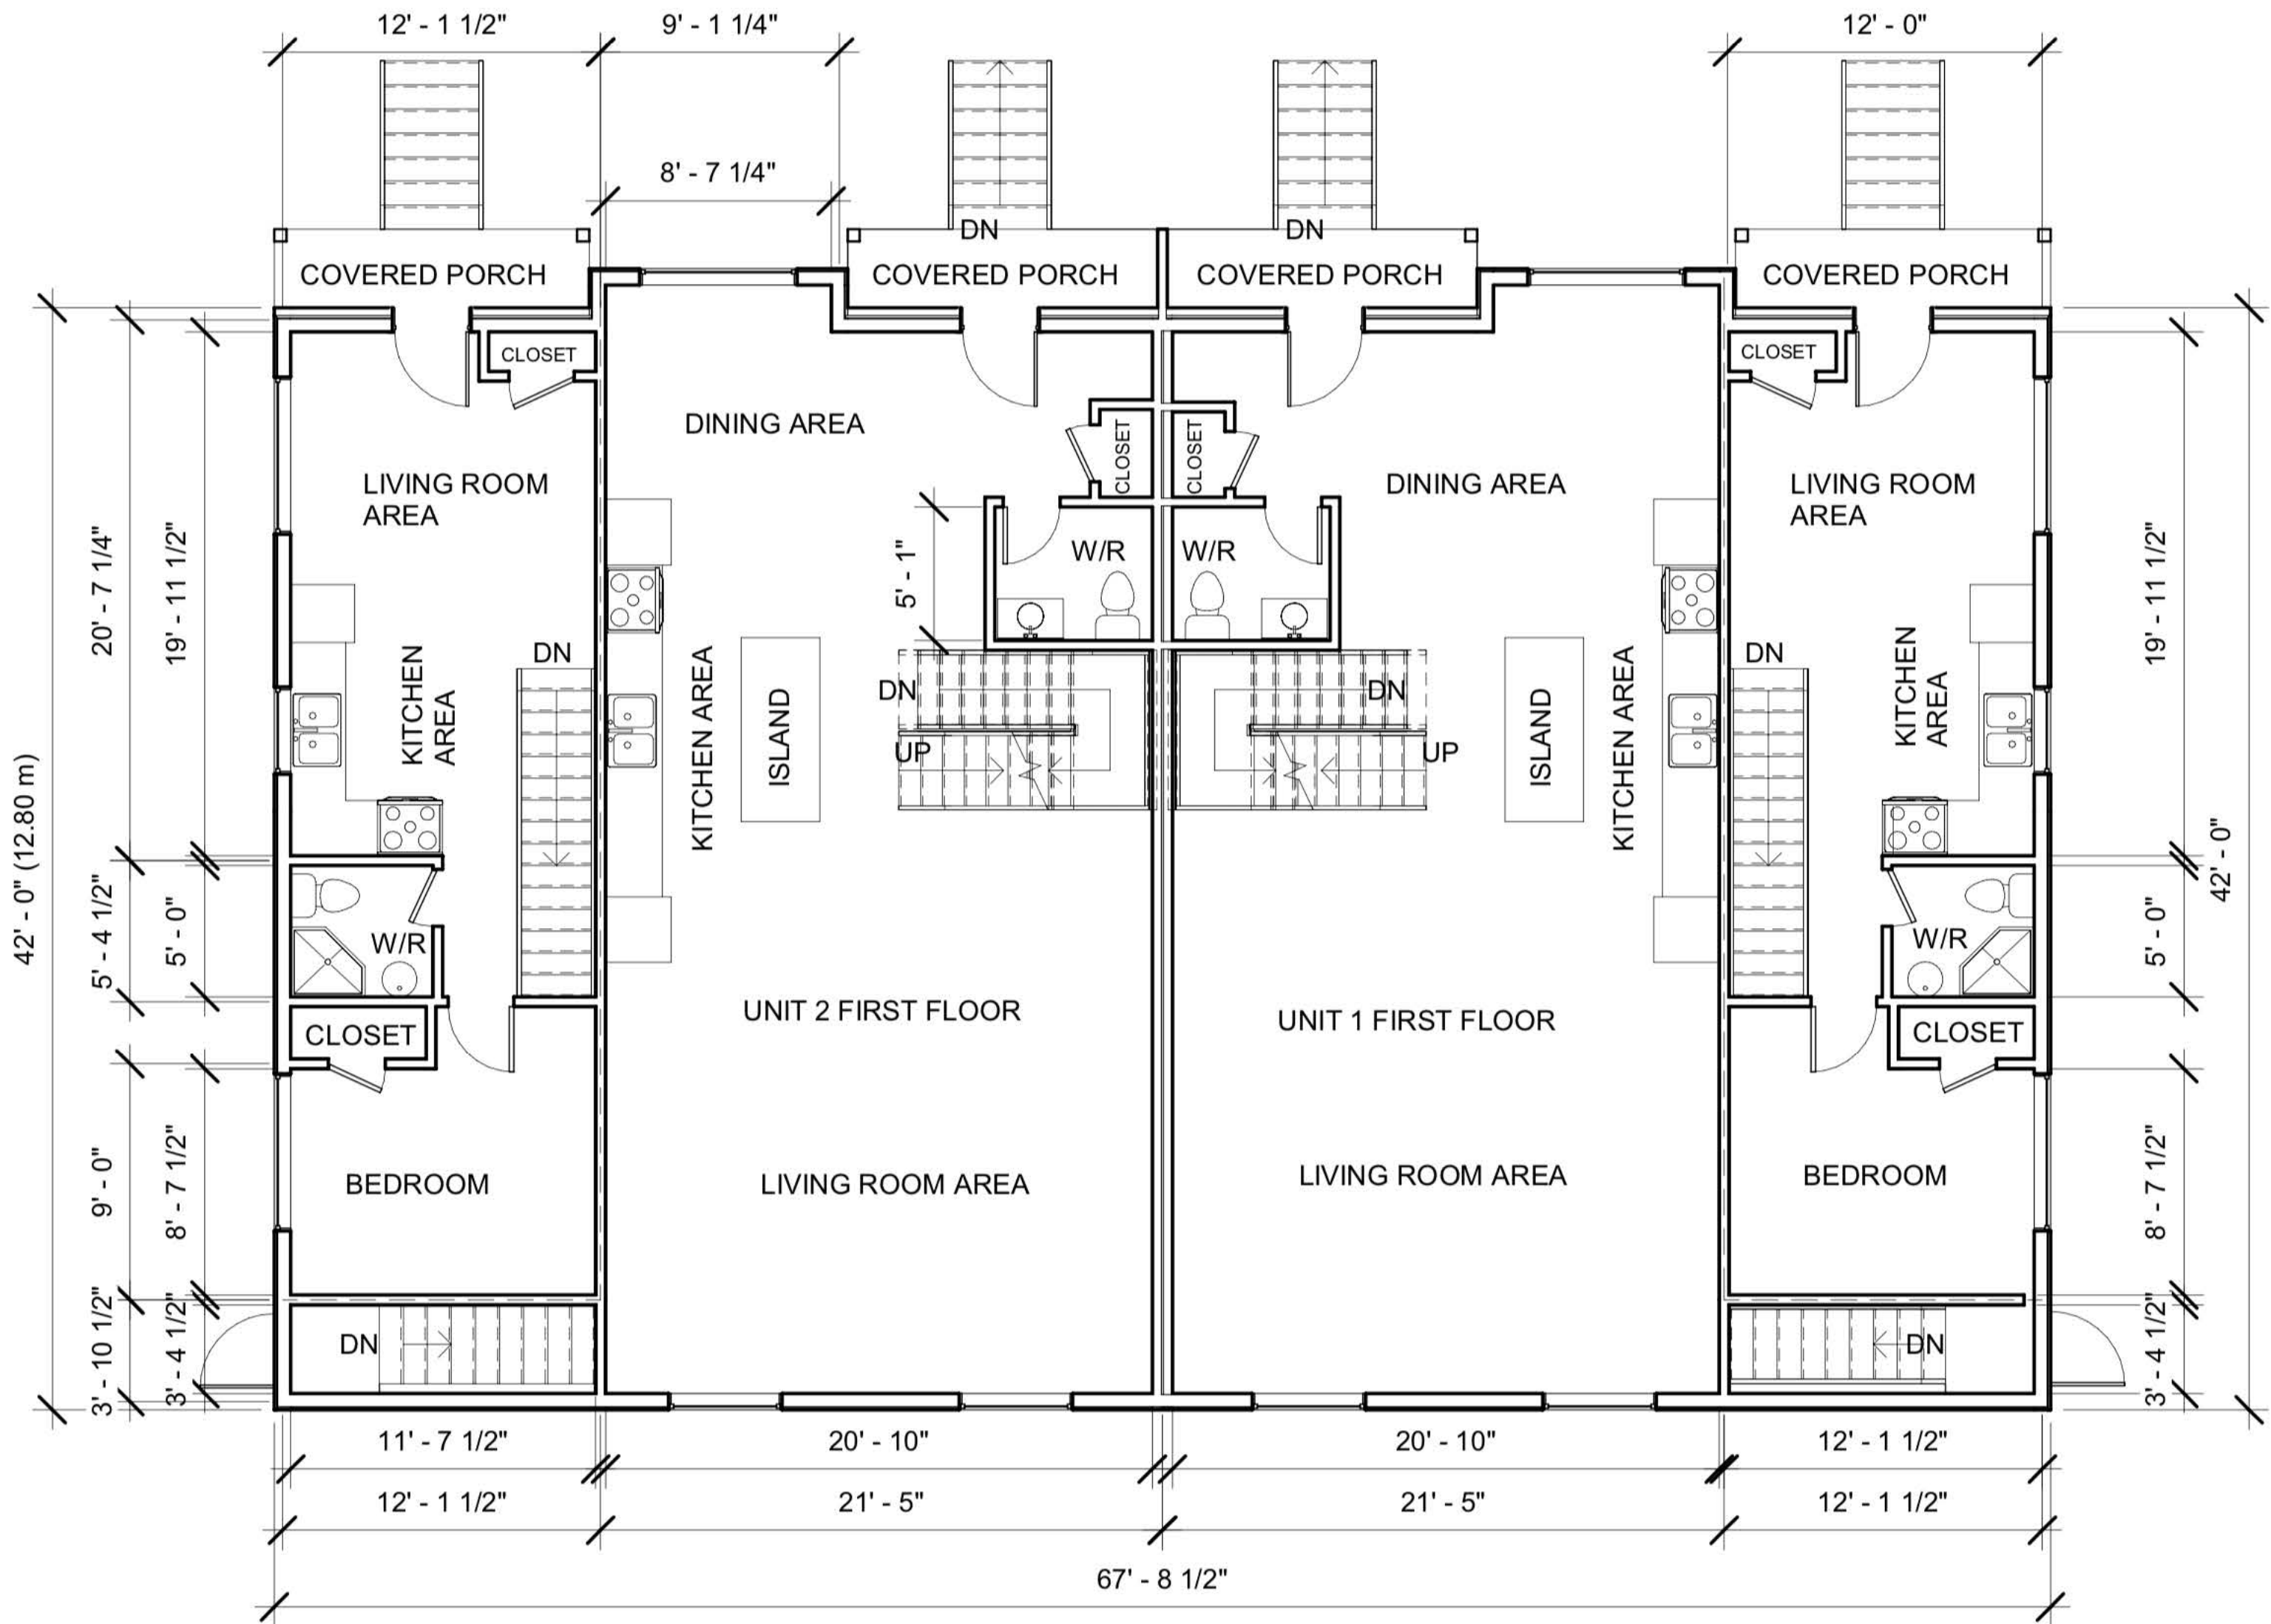 12' - 1 1/2"
9' - 1 1/4"
12' - 0"
8' - 7 1/4"
DN
DN
COVERED PORCH
COVERED PORCH
COVERED PORCH
COVERED PORCH
CLOSET
CLOSET
DINING AREA
CLOSET
CLOSET
LIVING ROOM
AREA
DINING AREA
LIVING ROOM
AREA
20' - 7 1/4"
19' - 11 1/2"
5' - 1"
W/R
W/R
19' - 11 1/2"
DN
DN
KITCHEN
AREA
KITCHEN AREA
ISLAND
DN
UP
DN
UP
ISLAND
KITCHEN AREA
KITCHEN
AREA
42' - 0" (12.80 m)
42' - 0"
5' - 4 1/2"
5' - 0"
W/R
W/R
5' - 0"
CLOSET
UNIT 2 FIRST FLOOR
UNIT 1 FIRST FLOOR
CLOSET
9' - 0"
8' - 7 1/2"
BEDROOM
LIVING ROOM AREA
LIVING ROOM AREA
BEDROOM
8' - 7 1/2"
3' - 10 1/2"
3' - 4 1/2"
DN
DN
3' - 4 1/2"
11' - 7 1/2"
20' - 10"
20' - 10"
12' - 1 1/2"
12' - 1 1/2"
21' - 5"
21' - 5"
12' - 1 1/2"
67' - 8 1/2"